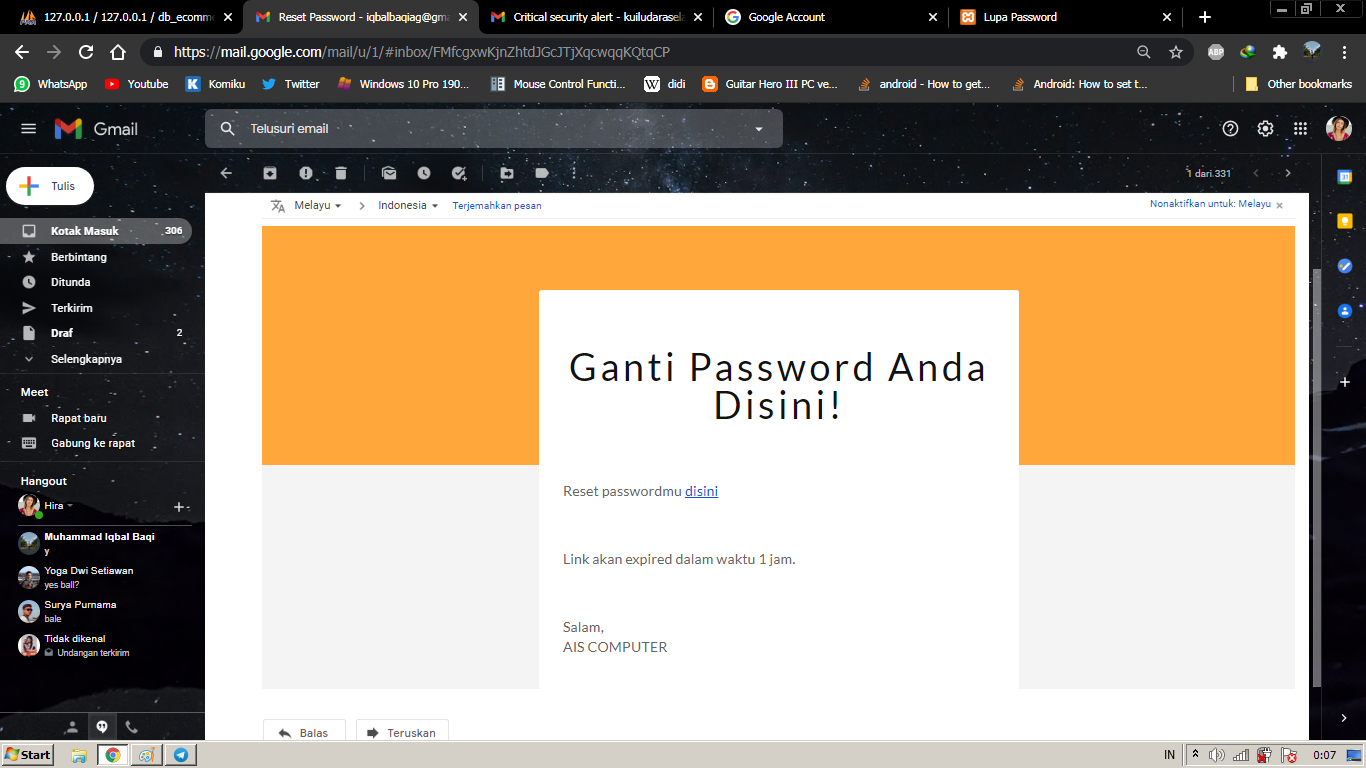 127.0.0.1 / 127.0.0.1 / db_ecomme
Reset Password - iqbalbaqiag@gma
Critical security alert - kuiludarasela
Google Account
Lupa Password
https://mail.google.com/mail/u/1/#inbox/FMfcgxwKjnZhtdJGcJTjXqcwqqKQtqCP
ABP
WhatsApp
Youtube
Komiku
Twitter
Windows 10 Pro 190...
Mouse Control Functi...
didi
Guitar Hero III PC ve...
android - How to get...
Android: How to set t...
Other bookmarks
Gmail
Telusuri email
Tulis
1 dari 331
Melayu
Indonesia
Terjemahkan pesan
Nonaktifkan untuk: Melayu
Kotak Masuk 306
Berbintang
Ditunda
Terkirim
Draf 2
Selengkapnya
Meet
Rapat baru
Gabung ke rapat
Hangout
Hira
Muhammad Iqbal Baqi
y
Yoga Dwi Setiawan
yes ball?
Surya Purnama
bale
Tidak dikenal
Undangan terkirim
Ganti Password Anda
Disini!
Reset passwordmu disini
Link akan expired dalam waktu 1 jam.
Salam,
AIS COMPUTER
Balas
Teruskan
Start
IN
0:07